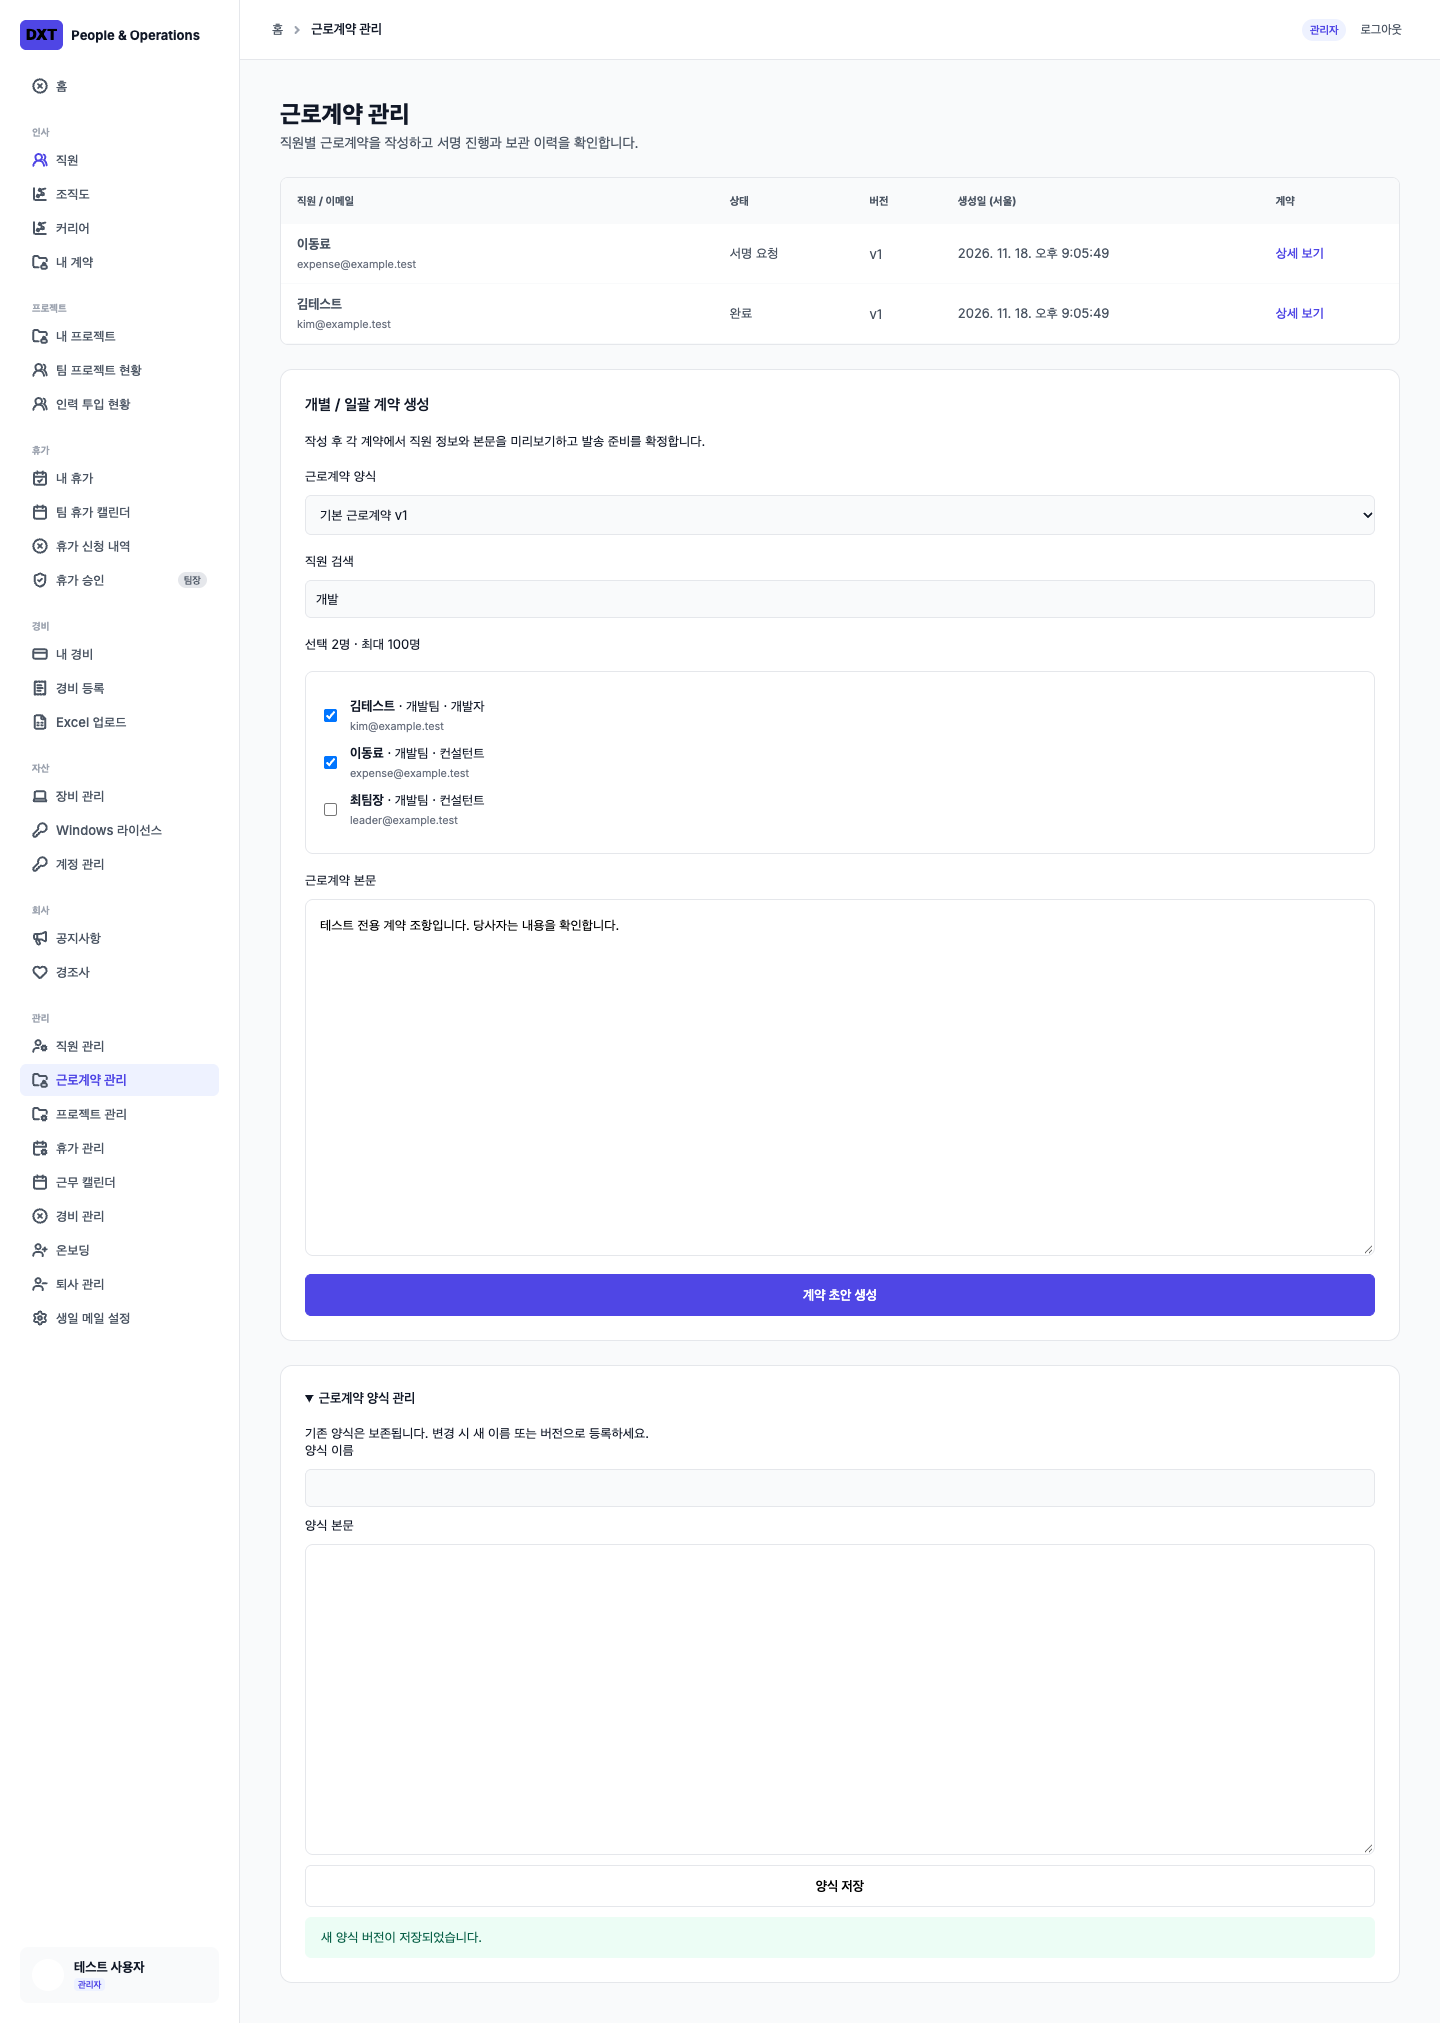 DXT People & Operations
홈
인사
직원
조직도
커리어
내 계약
프로젝트
내 프로젝트
팀 프로젝트 현황
인력 투입 현황
휴가
내 휴가
팀 휴가 캘린더
휴가 신청 내역
휴가 승인 팀장
경비
내 경비
경비 등록
Excel 업로드
자산
장비 관리
Windows 라이선스
계정 관리
회사
공지사항
경조사
관리
직원 관리
근로계약 관리
프로젝트 관리
휴가 관리
근무 캘린더
경비 관리
온보딩
퇴사 관리
생일 메일 설정
테스트 사용자
관리자
홈 > 근로계약 관리
관리자 로그아웃
근로계약 관리
직원별 근로계약을 작성하고 서명 진행과 보관 이력을 확인합니다.
직원 / 이메일 상태 버전 생성일 (서울) 계약
이동료
expense@example.test
서명 요청 v1 2026. 11. 18. 오후 9:05:49 상세 보기
김테스트
kim@example.test
완료 v1 2026. 11. 18. 오후 9:05:49 상세 보기
개별 / 일괄 계약 생성
작성 후 각 계약에서 직원 정보와 본문을 미리보기하고 발송 준비를 확정합니다.
근로계약 양식
기본 근로계약 v1
직원 검색
개발
선택 2명 · 최대 100명
김테스트 · 개발팀 · 개발자
kim@example.test
이동료 · 개발팀 · 컨설턴트
expense@example.test
최팀장 · 개발팀 · 컨설턴트
leader@example.test
근로계약 본문
테스트 전용 계약 조항입니다. 당사자는 내용을 확인합니다.
계약 초안 생성
▼ 근로계약 양식 관리
기존 양식은 보존됩니다. 변경 시 새 이름 또는 버전으로 등록하세요.
양식 이름
양식 본문
양식 저장
새 양식 버전이 저장되었습니다.